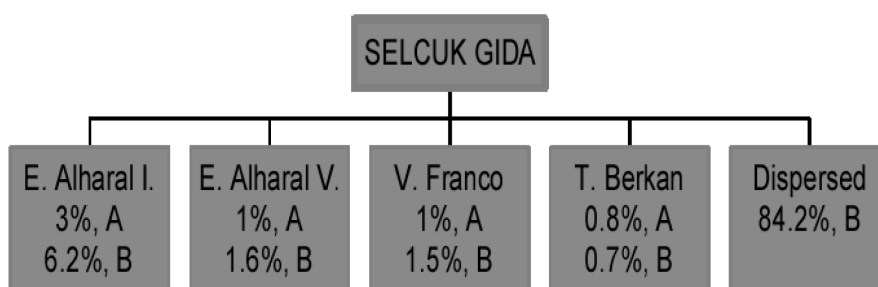 SELCUK GIDA
E. Alharal I.
3%, A
6.2%, B
E. Alharal V.
1%, A
1.6%, B
V. Franco
1%, A
1.5%, B
T. Berkan
0.8%, A
0.7%, B
Dispersed
84.2%, B